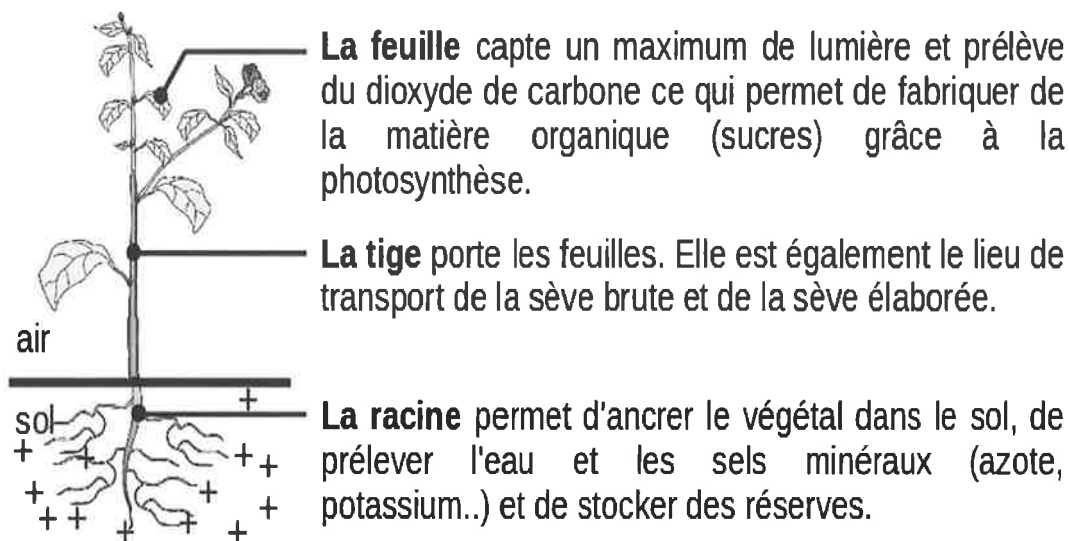 La feuille capte un maximum de lumière et prélève
du dioxyde de carbone ce qui permet de fabriquer de
la matière organique (sucres) grâce à la
photosynthèse.
La tige porte les feuilles. Elle est également le lieu de
transport de la sève brute et de la sève élaborée.
air
sol
La racine permet d'ancrer le végétal dans le sol, de
prélever l'eau et les sels minéraux (azote,
potassium..) et de stocker des réserves.